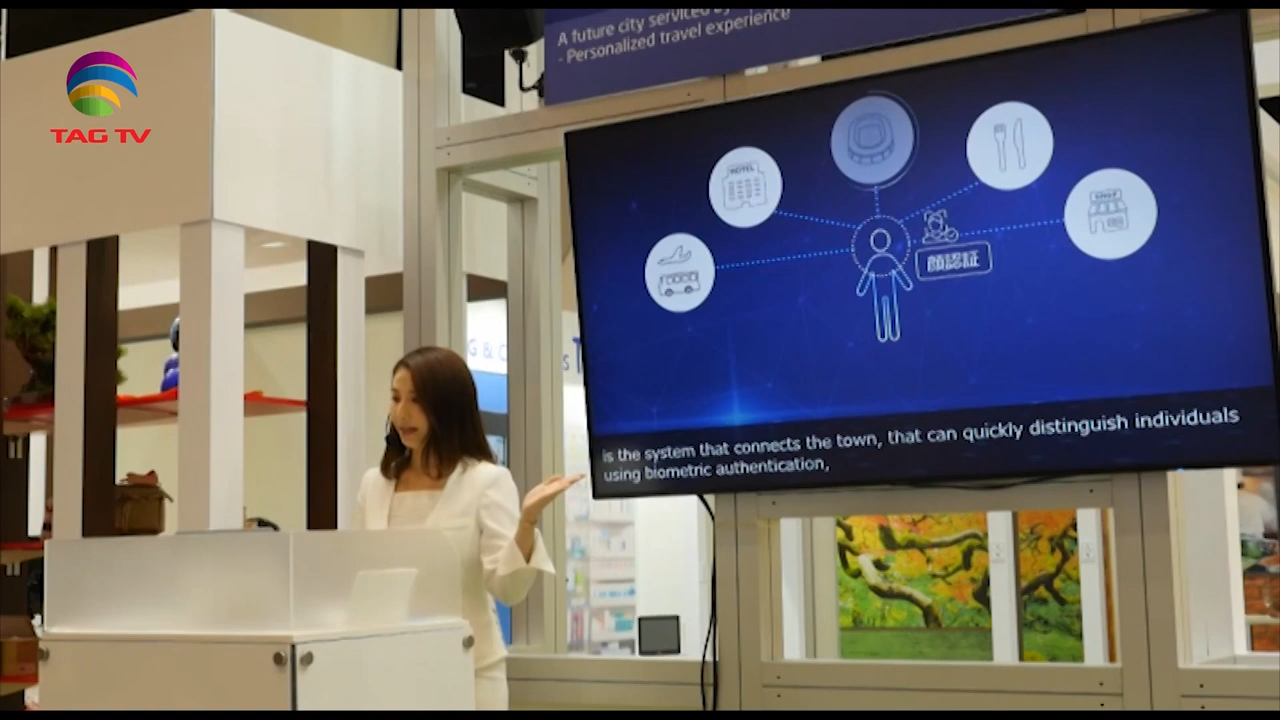 A future city serviced by
- Personalized travel experience
TAG TV
HOTEL
SHOP
顔認証
G & C
is the system that connects the town, that can quickly distinguish individuals
using biometric authentication,